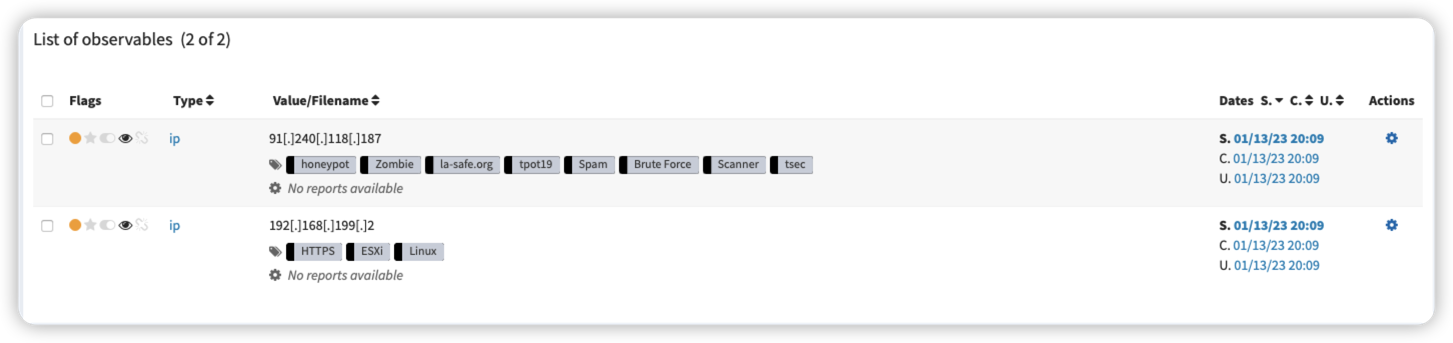 List of observables (2 of 2)
Flags Type Value/Filename Dates S. C. U. Actions
ip 91[.]240[.]118[.]187 S. 01/13/23 20:09
honeypot Zombie la-safe.org tpot19 Spam Brute Force Scanner tsec C. 01/13/23 20:09
No reports available U. 01/13/23 20:09
ip 192[.]168[.]199[.]2 S. 01/13/23 20:09
HTTPS ESXi Linux C. 01/13/23 20:09
No reports available U. 01/13/23 20:09